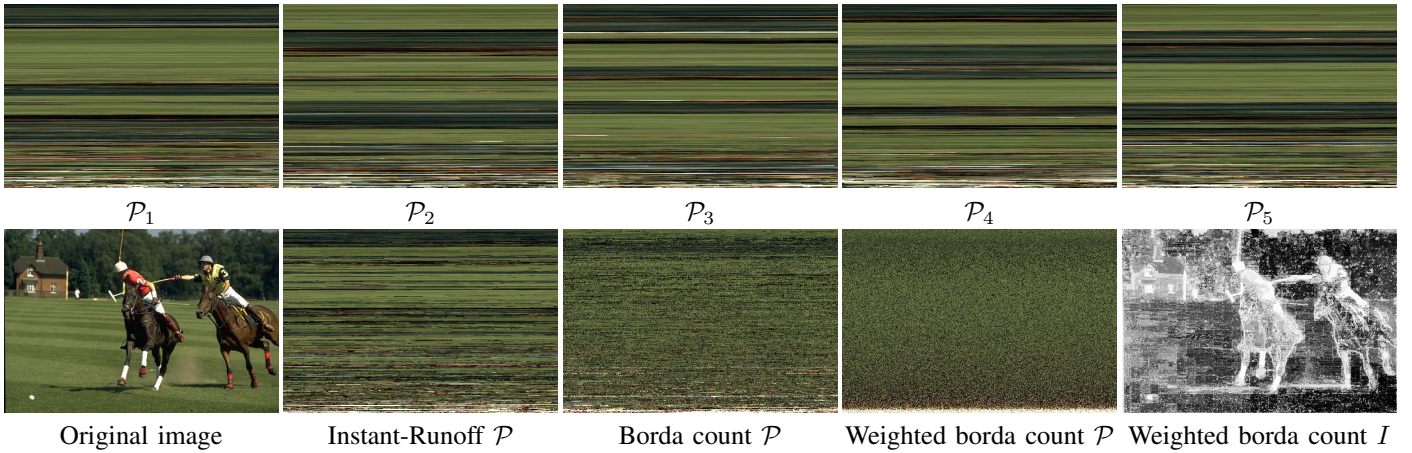 𝒫₁ 𝒫₂ 𝒫₃ 𝒫₄ 𝒫₅
Original image Instant-Runoff 𝒫 Borda count 𝒫 Weighted borda count 𝒫 Weighted borda count I